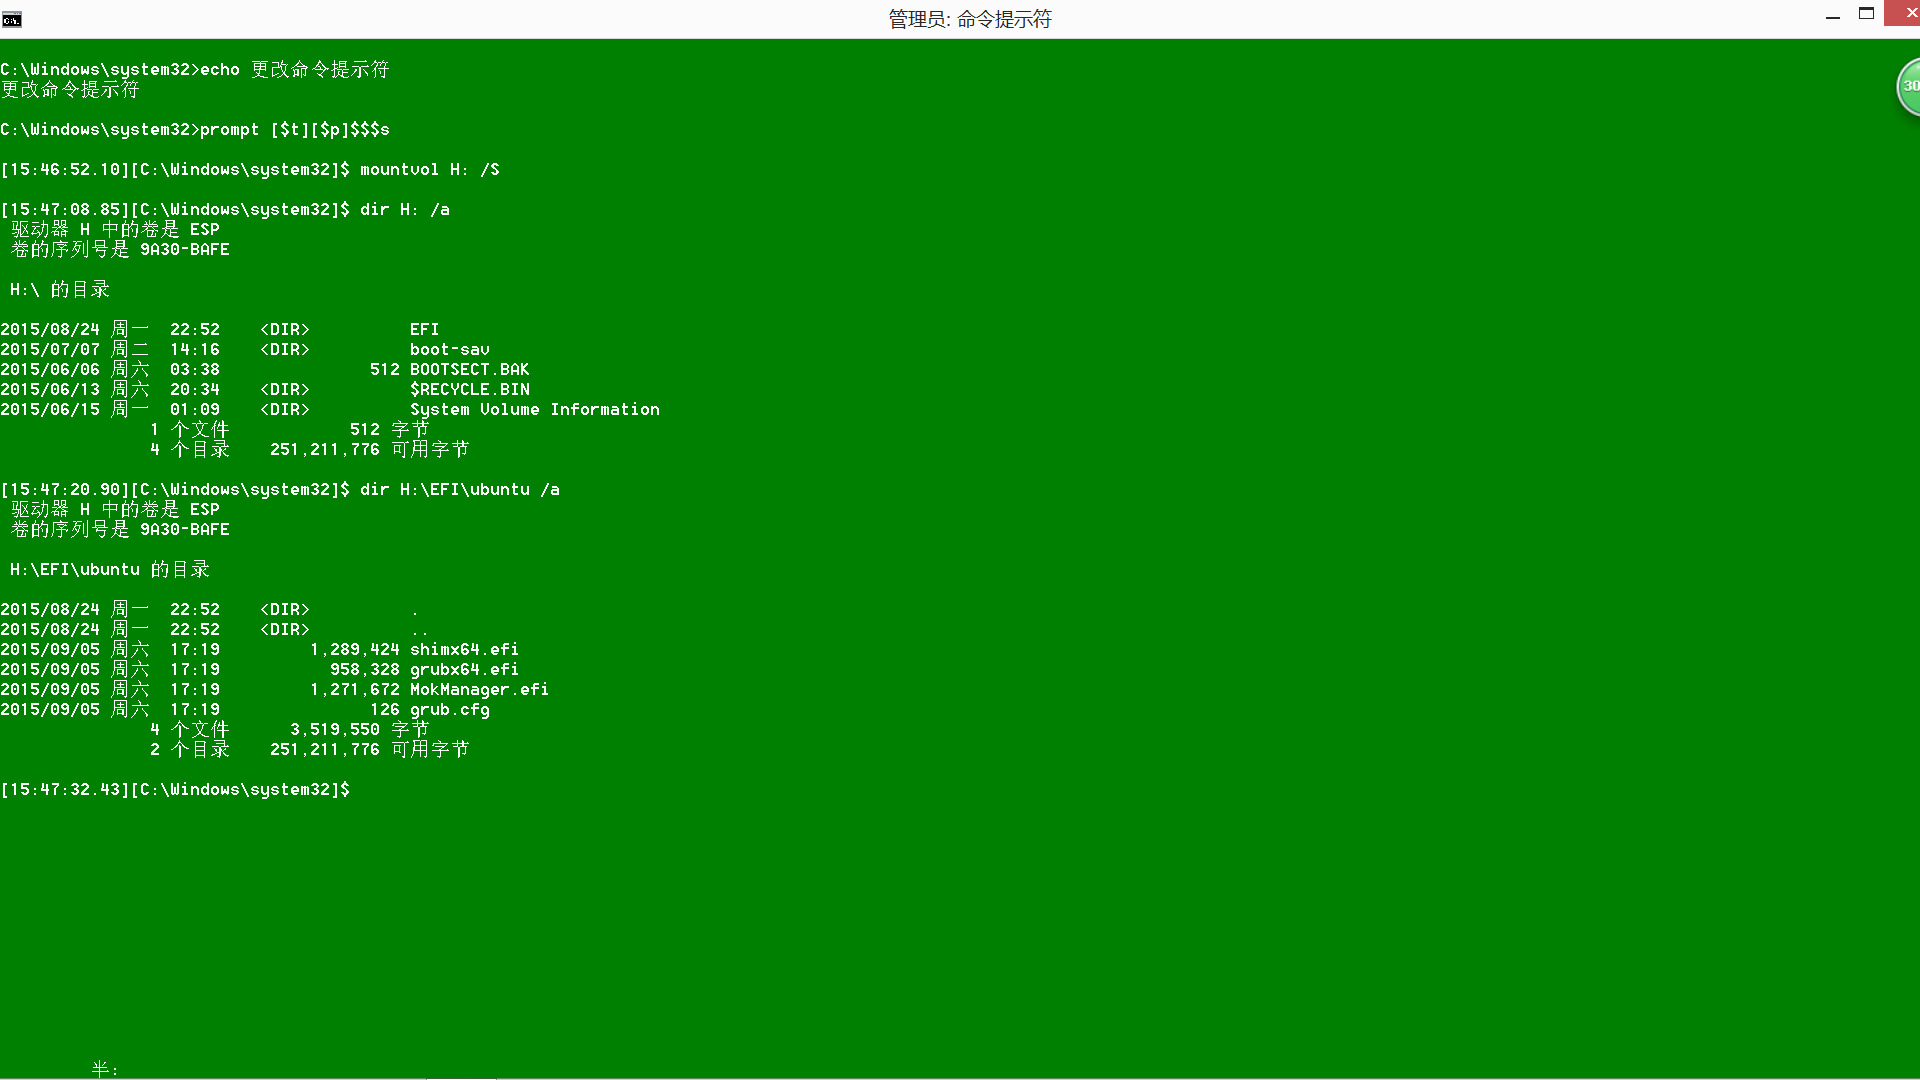 管理员: 命令提示符
C:\Windows\system32>echo 更改命令提示符
更改命令提示符
C:\Windows\system32>prompt [$t][$p]$$$s
[15:46:52.10][C:\Windows\system32]$ mountvol H: /S
[15:47:08.85][C:\Windows\system32]$ dir H: /a
 驱动器 H 中的卷是 ESP
 卷的序列号是 9A30-BAFE
 H:\ 的目录
2015/08/24 周一  22:52    <DIR>          EFI
2015/07/07 周二  14:16    <DIR>          boot-sav
2015/06/06 周六  03:38               512 BOOTSECT.BAK
2015/06/13 周六  20:34    <DIR>          $RECYCLE.BIN
2015/06/15 周一  01:09    <DIR>          System Volume Information
               1 个文件            512 字节
               4 个目录    251,211,776 可用字节
[15:47:20.90][C:\Windows\system32]$ dir H:\EFI\ubuntu /a
 驱动器 H 中的卷是 ESP
 卷的序列号是 9A30-BAFE
 H:\EFI\ubuntu 的目录
2015/08/24 周一  22:52    <DIR>          .
2015/08/24 周一  22:52    <DIR>          ..
2015/09/05 周六  17:19         1,289,424 shimx64.efi
2015/09/05 周六  17:19           958,328 grubx64.efi
2015/09/05 周六  17:19         1,271,672 MokManager.efi
2015/09/05 周六  17:19               126 grub.cfg
               4 个文件      3,519,550 字节
               2 个目录    251,211,776 可用字节
[15:47:32.43][C:\Windows\system32]$
30
半: